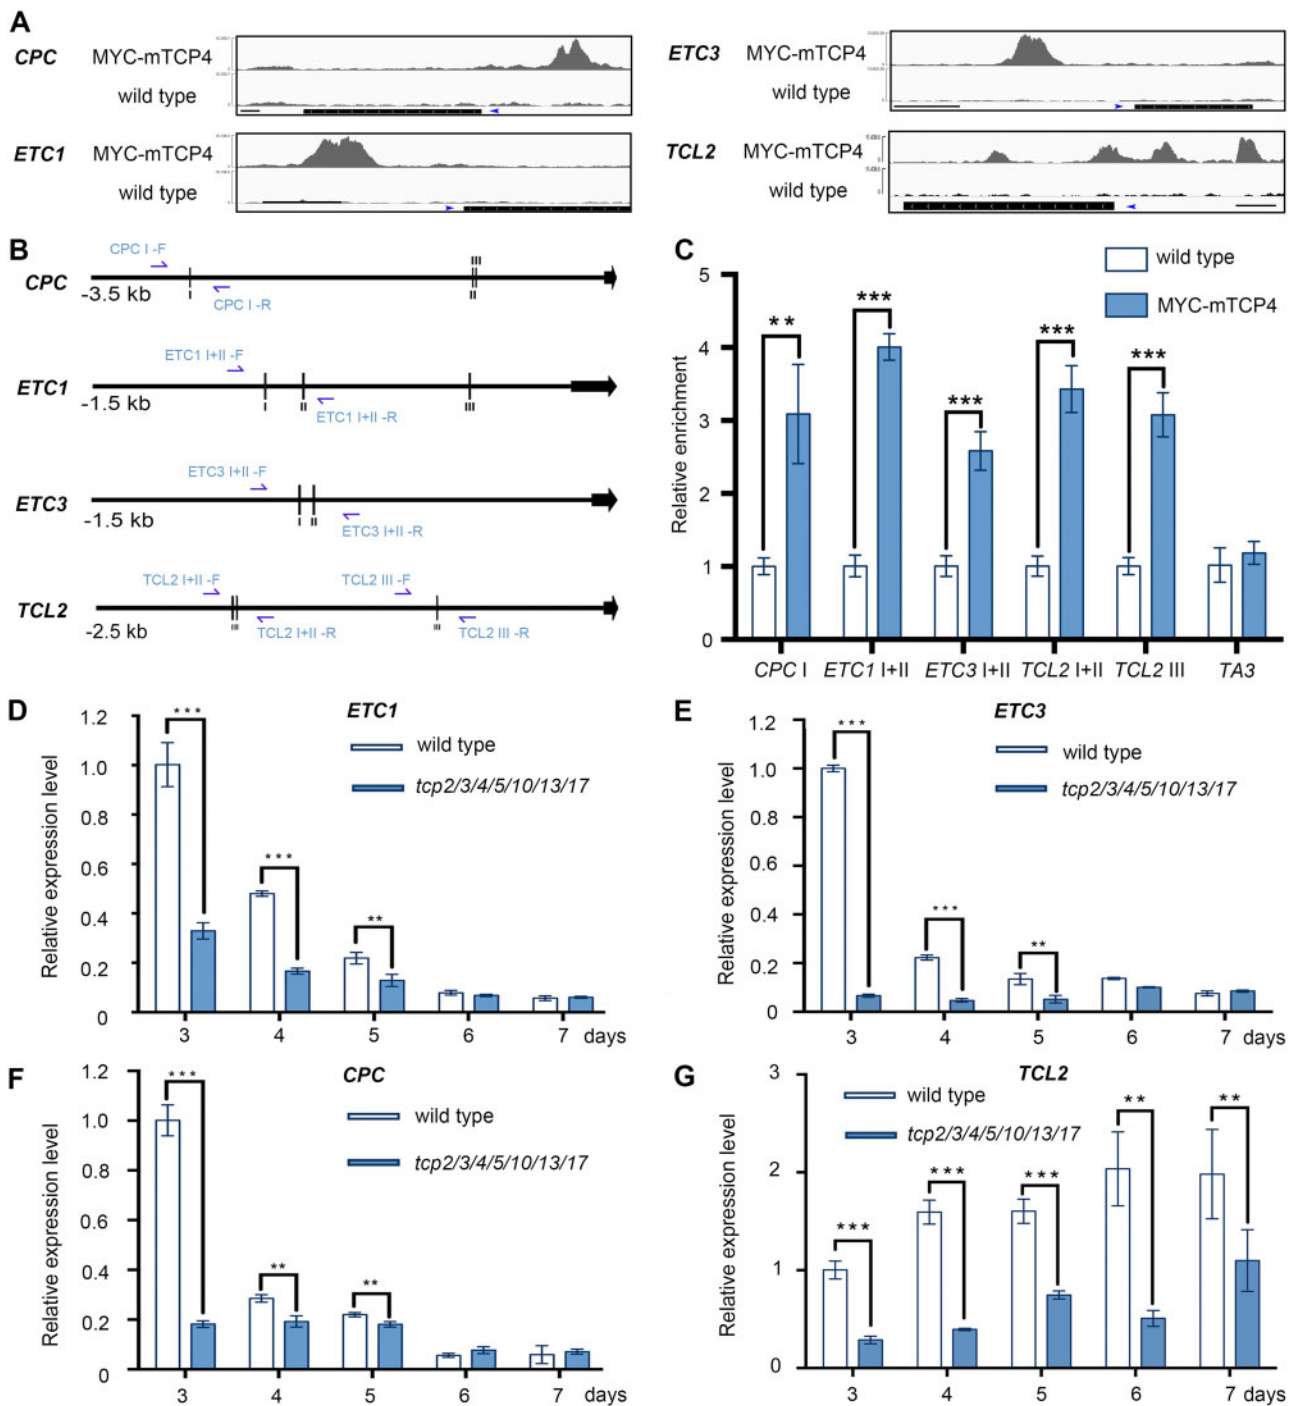 A
CPC MYC-mTCP4
wild type
ETC1 MYC-mTCP4
wild type
ETC3 MYC-mTCP4
wild type
TCL2 MYC-mTCP4
wild type
B
CPC I -F
CPC
-3.5 kb
I
III
II
CPC I -R
ETC1 I+II -F
ETC1
-1.5 kb
I II III
ETC1 I+II -R
ETC3 I+II -F
ETC3
-1.5 kb
I II
ETC3 I+II -R
TCL2 I+II -F TCL2 III -F
TCL2
-2.5 kb
I II III
TCL2 I+II -R TCL2 III -R
C
wild type
MYC-mTCP4
Relative enrichment
5
4
3
2
1
0
** *** *** *** ***
CPC I ETC1 I+II ETC3 I+II TCL2 I+II TCL2 III TA3
D
ETC1
wild type
tcp2/3/4/5/10/13/17
Relative expression level
1.2
1.0
0.8
0.6
0.4
0.2
0
*** *** **
3 4 5 6 7 days
E
ETC3
wild type
tcp2/3/4/5/10/13/17
Relative expression level
1.2
1.0
0.8
0.6
0.4
0.2
0
*** *** **
3 4 5 6 7 days
F
CPC
wild type
tcp2/3/4/5/10/13/17
Relative expression level
1.2
1.0
0.8
0.6
0.4
0.2
0
*** ** **
3 4 5 6 7 days
G
TCL2
wild type
tcp2/3/4/5/10/13/17
Relative expression level
3
2
1
0
*** *** *** ** **
3 4 5 6 7 days